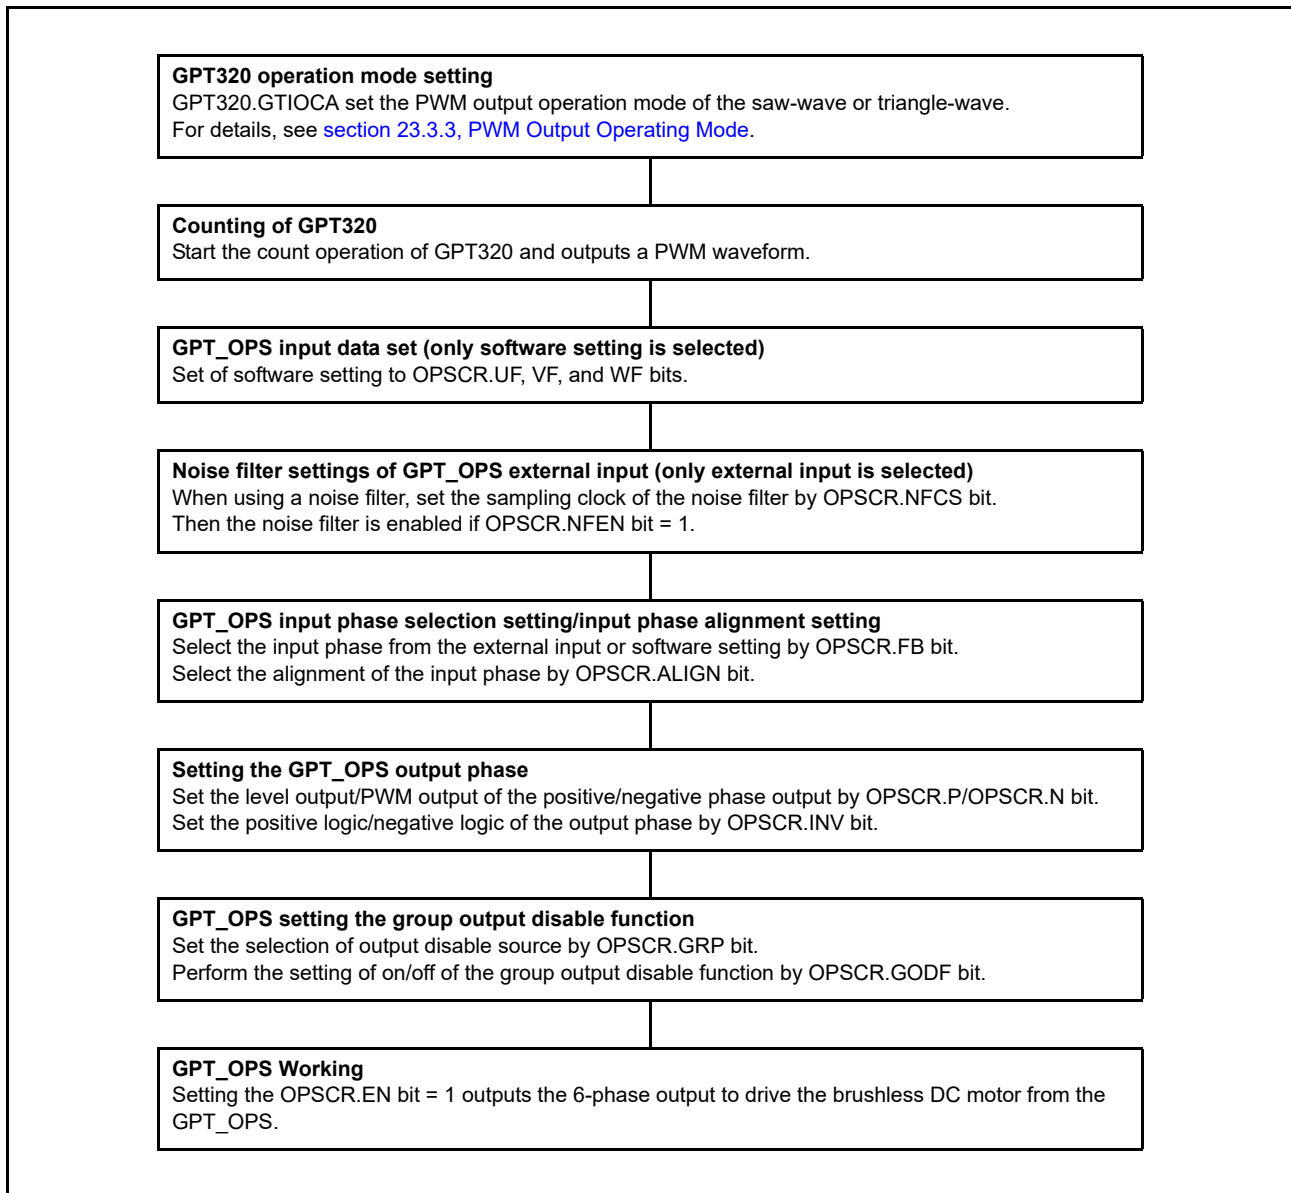 GPT320 operation mode setting
GPT320.GTIOCA set the PWM output operation mode of the saw-wave or triangle-wave.
For details, see section 23.3.3, PWM Output Operating Mode.
Counting of GPT320
Start the count operation of GPT320 and outputs a PWM waveform.
GPT_OPS input data set (only software setting is selected)
Set of software setting to OPSCR.UF, VF, and WF bits.
Noise filter settings of GPT_OPS external input (only external input is selected)
When using a noise filter, set the sampling clock of the noise filter by OPSCR.NFCS bit.
Then the noise filter is enabled if OPSCR.NFEN bit = 1.
GPT_OPS input phase selection setting/input phase alignment setting
Select the input phase from the external input or software setting by OPSCR.FB bit.
Select the alignment of the input phase by OPSCR.ALIGN bit.
Setting the GPT_OPS output phase
Set the level output/PWM output of the positive/negative phase output by OPSCR.P/OPSCR.N bit.
Set the positive logic/negative logic of the output phase by OPSCR.INV bit.
GPT_OPS setting the group output disable function
Set the selection of output disable source by OPSCR.GRP bit.
Perform the setting of on/off of the group output disable function by OPSCR.GODF bit.
GPT_OPS Working
Setting the OPSCR.EN bit = 1 outputs the 6-phase output to drive the brushless DC motor from the
GPT_OPS.